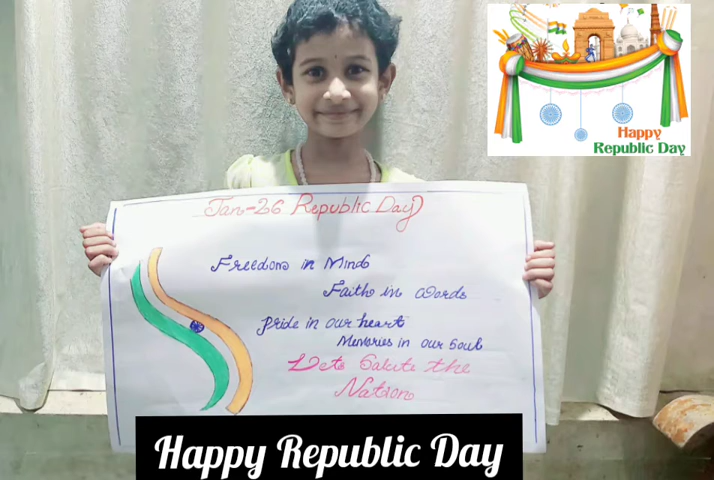 Happy
Republic Day
Jan-26 Republic Day
Freedom in Mind
Faith in Words
Pride in our heart
Memories in our Soul
Lets Salute the
Nation
Happy Republic Day